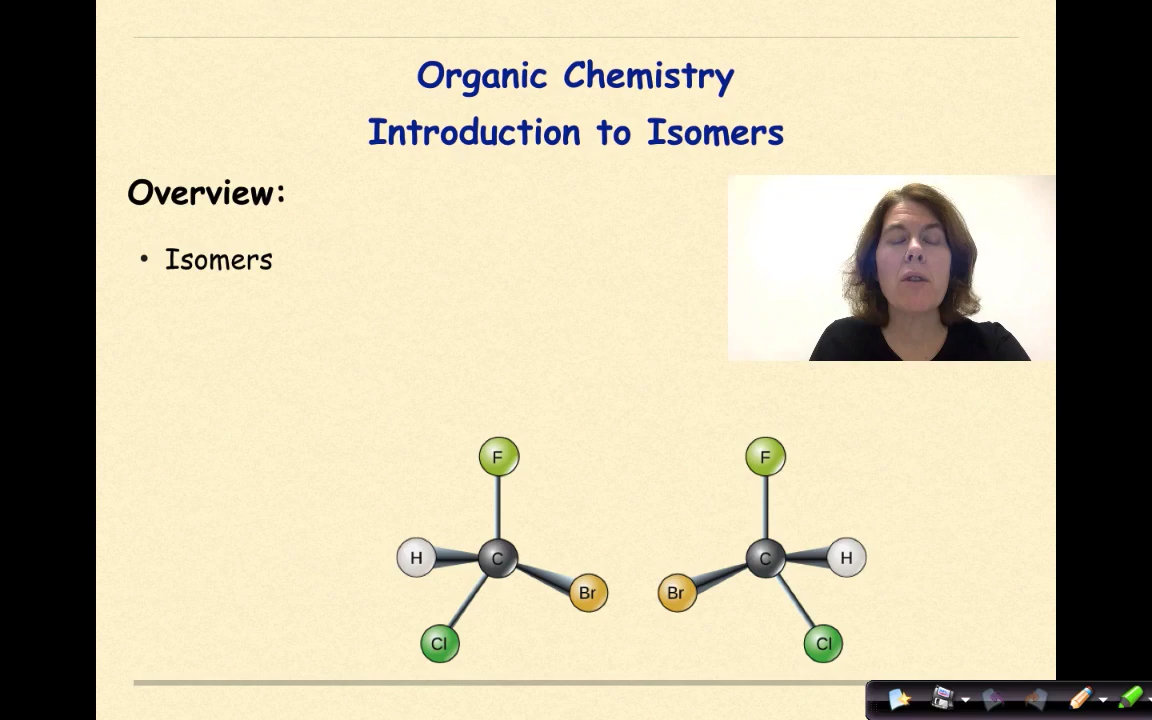 Organic Chemistry
Introduction to Isomers
Overview:
• Isomers
F F
H C C H
Br Br
Cl Cl